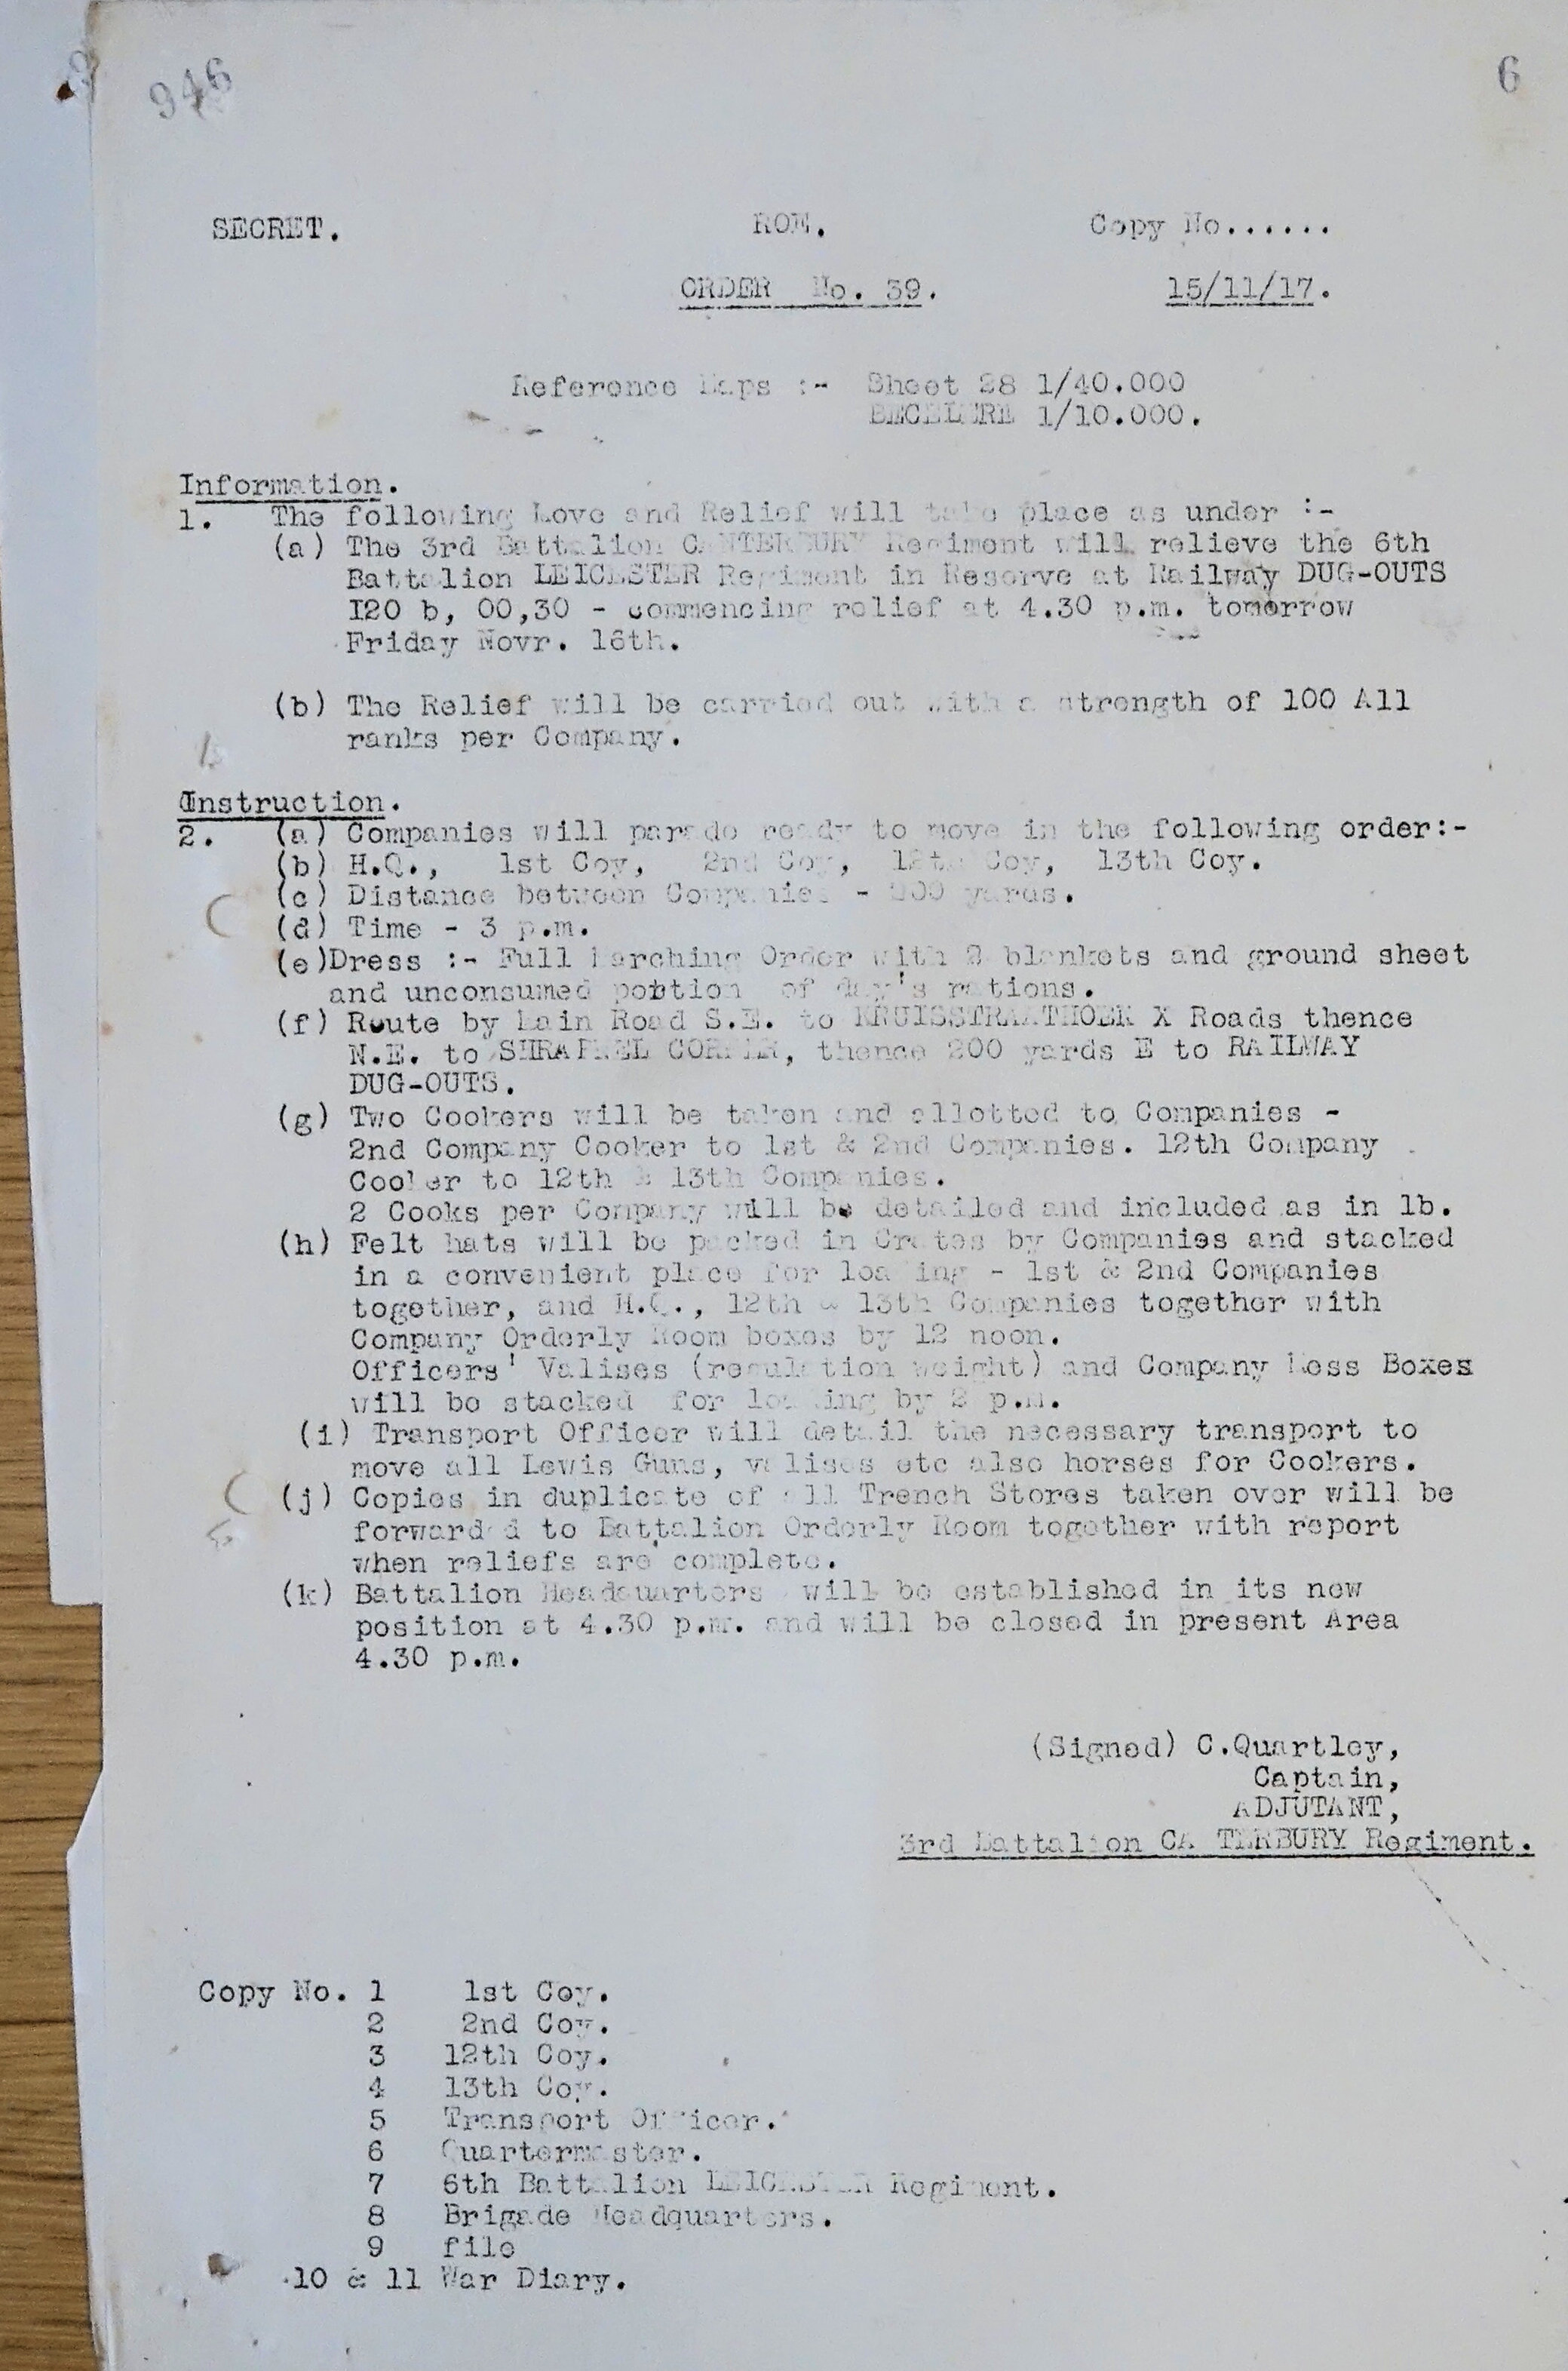 946
6
SECRET. ROM. Copy No......
ORDER No. 39. 15/11/17.
Reference Maps :- Sheet 28 1/40.000
BECELAERE 1/10.000.
Information.
1. The following Move and Relief will take place as under :-
(a) The 3rd Battalion CANTERBURY Regiment will relieve the 6th
Battalion LEICESTER Regiment in Reserve at Railway DUG-OUTS
I20 b, 00,30 - commencing relief at 4.30 p.m. tomorrow
Friday Novr. 16th.
(b) The Relief will be carried out with a strength of 100 All
ranks per Company.
Instruction.
2. (a) Companies will parade ready to move in the following order:-
(b) H.Q., 1st Coy, 2nd Coy, 12th Coy, 13th Coy.
(c) Distance between Companies - 200 yards.
(d) Time - 3 p.m.
(e)Dress :- Full Marching Order with 2 blankets and ground sheet
and unconsumed portion of day's rations.
(f) Route by Main Road S.E. to KRUISSTRAATHOEK X Roads thence
N.E. to SHRAPNEL CORNER, thence 200 yards E to RAILWAY
DUG-OUTS.
(g) Two Cookers will be taken and allotted to Companies -
2nd Company Cooker to 1st & 2nd Companies. 12th Company
Cooker to 12th & 13th Companies.
2 Cooks per Company will be detailed and included as in 1b.
(h) Felt hats will be packed in Crates by Companies and stacked
in a convenient place for loading - 1st & 2nd Companies
together, and H.Q., 12th & 13th Companies together with
Company Orderly Room boxes by 12 noon.
Officers' Valises (regulation weight) and Company Mess Boxes
will be stacked for loading by 2 p.m.
(i) Transport Officer will detail the necessary transport to
move all Lewis Guns, valises etc also horses for Cookers.
(j) Copies in duplicate of all Trench Stores taken over will be
forwarded to Battalion Orderly Room together with report
when reliefs are complete.
(k) Battalion Headquarters will be established in its new
position at 4.30 p.m. and will be closed in present Area
4.30 p.m.
(Signed) C.Quartley,
Captain,
ADJUTANT,
3rd Battalion CANTERBURY Regiment.
Copy No. 1 1st Coy.
2 2nd Coy.
3 12th Coy.
4 13th Coy.
5 Transport Officer.
6 Quartermaster.
7 6th Battalion LEICESTER Regiment.
8 Brigade Headquarters.
9 file
10 & 11 War Diary.